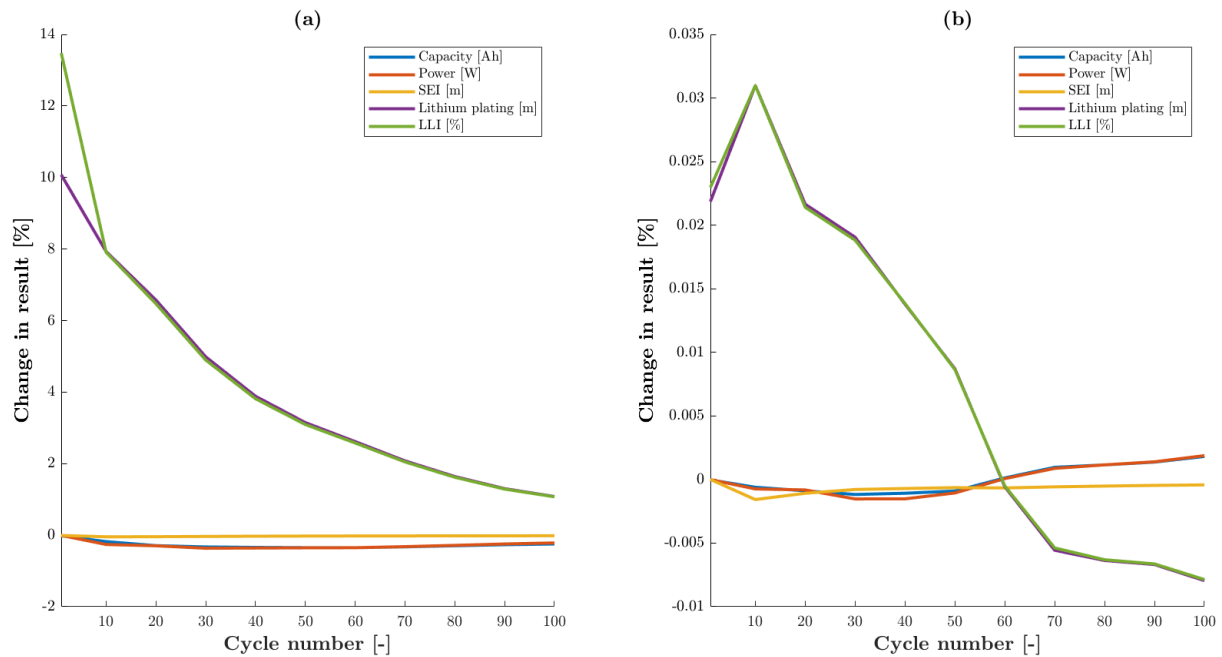 (a)
14
12
10
8
6
4
2
0
-2
Change in result [%]
Capacity [Ah]
Power [W]
SEI [m]
Lithium plating [m]
LLI [%]
10 20 30 40 50 60 70 80 90 100
Cycle number [-]
(b)
0.035
0.03
0.025
0.02
0.015
0.01
0.005
0
-0.005
-0.01
Change in result [%]
Capacity [Ah]
Power [W]
SEI [m]
Lithium plating [m]
LLI [%]
10 20 30 40 50 60 70 80 90 100
Cycle number [-]